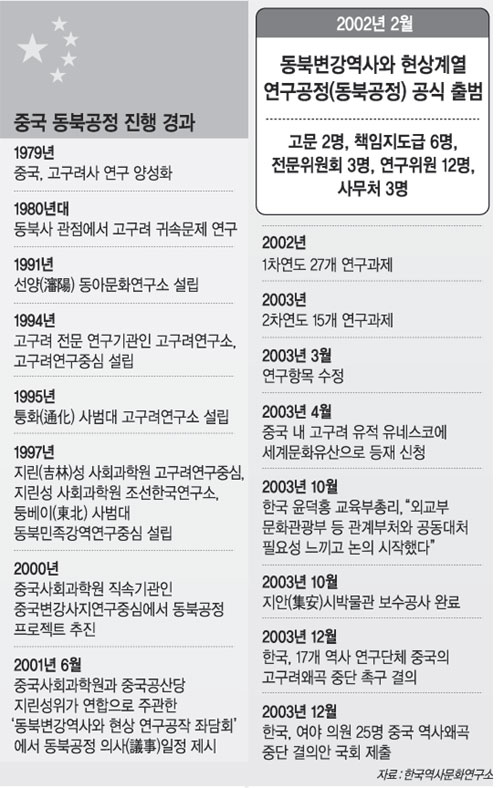 중국 동북공정 진행 경과
1979년
중국, 고구려사 연구 양성화
1980년대
동북사 관점에서 고구려 귀속문제 연구
1991년
선양(瀋陽) 동아문화연구소 설립
1994년
고구려 전문 연구기관인 고구려연구소,
고구려연구중심 설립
1995년
퉁화(通化) 사범대 고구려연구소 설립
1997년
지린(吉林)성 사회과학원 고구려연구중심,
지린성 사회과학원 조선한국연구소,
둥베이(東北) 사범대
동북민족강역연구중심 설립
2000년
중국사회과학원 직속기관인
중국변강사지연구중심에서 동북공정
프로젝트 추진
2001년 6월
중국사회과학원과 중국공산당
지린성위가 연합으로 주관한
‘동북변강역사와 현상 연구공작 좌담회’
에서 동북공정 의사(議事)일정 제시
2002년 2월
동북변강역사와 현상계열
연구공정(동북공정) 공식 출범
고문 2명, 책임지도급 6명,
전문위원회 3명, 연구위원 12명,
사무처 3명
2002년
1차연도 27개 연구과제
2003년
2차연도 15개 연구과제
2003년 3월
연구항목 수정
2003년 4월
중국 내 고구려 유적 유네스코에
세계문화유산으로 등재 신청
2003년 10월
한국 윤덕홍 교육부총리, “외교부
문화관광부 등 관계부처와 공동대처
필요성 느끼고 논의 시작했다”
2003년 10월
지안(集安)시박물관 보수공사 완료
2003년 12월
한국, 17개 역사 연구단체 중국의
고구려왜곡 중단 촉구 결의
2003년 12월
한국, 여야 의원 25명 중국 역사왜곡
중단 결의안 국회 제출
자료 : 한국역사문화연구소